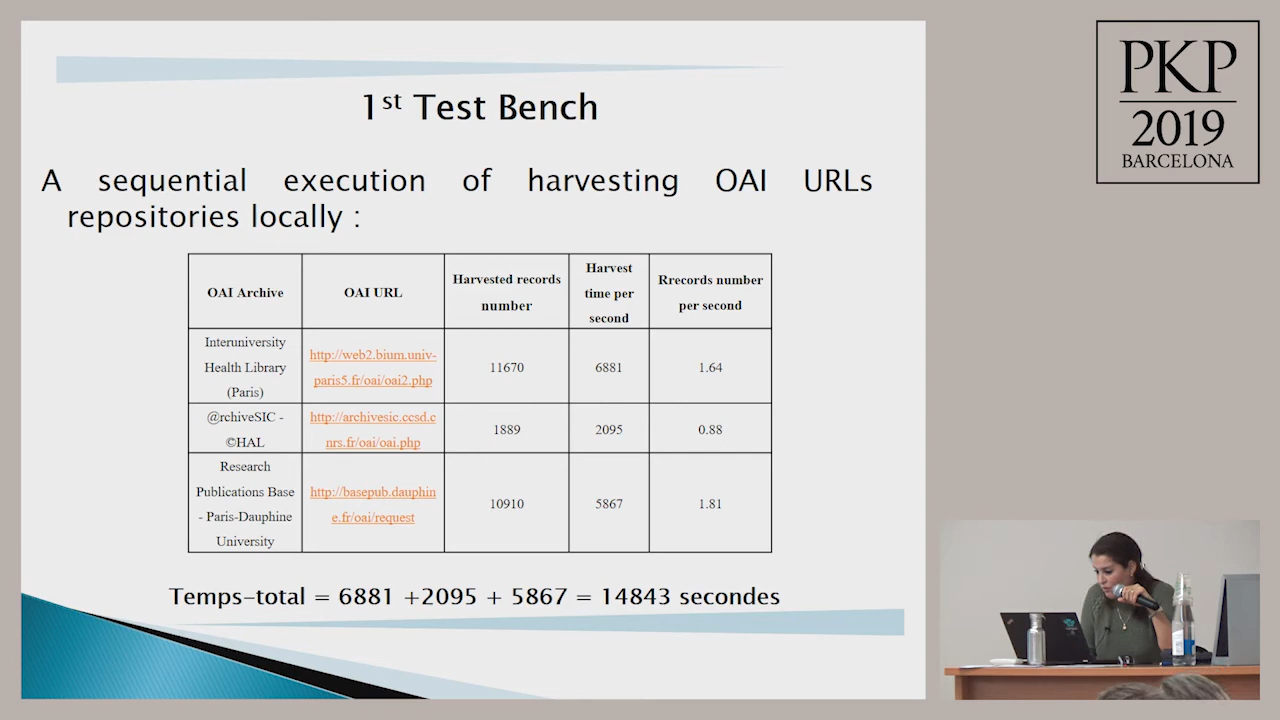 1st Test Bench
A sequential execution of harvesting OAI URLs
repositories locally :
OAI Archive
OAI URL
Harvested records
number
Harvest
time per
second
Rrecords number
per second
Interuniversity
Health Library
(Paris)
http://web2.bium.univ-
paris5.fr/oai/oai2.php
11670
6881
1.64
@rchiveSIC -
©HAL
http://archivesic.ccsd.c
nrs.fr/oai/oai.php
1889
2095
0.88
Research
Publications Base
- Paris-Dauphine
University
http://basepub.dauphin
e.fr/oai/request
10910
5867
1.81
Temps-total = 6881 +2095 + 5867 = 14843 secondes
PKP
2019
BARCELONA